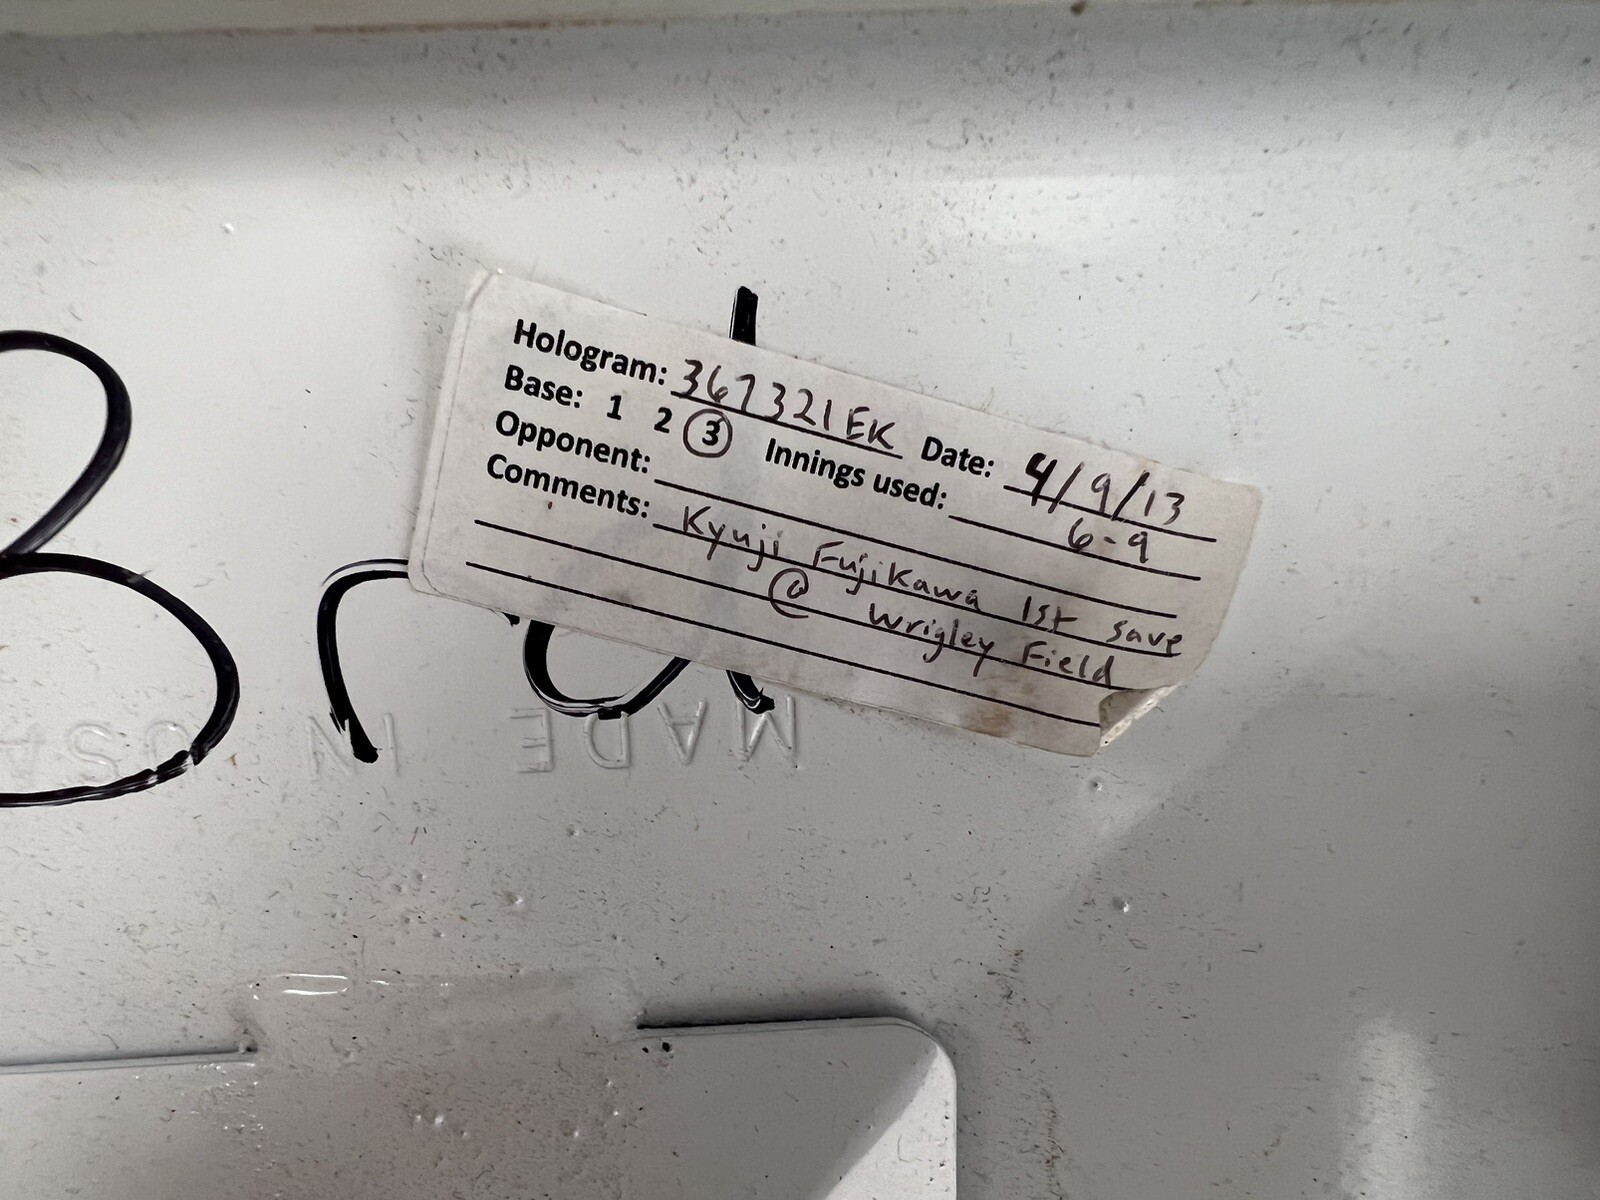 Hologram: 367321EK Date: 4/9/13
Base: 1 2 3 Innings used: 6-9
Opponent:
Comments: Kyuji Fujikawa 1st save
@ Wrigley Field
3rd
MADE IN USA